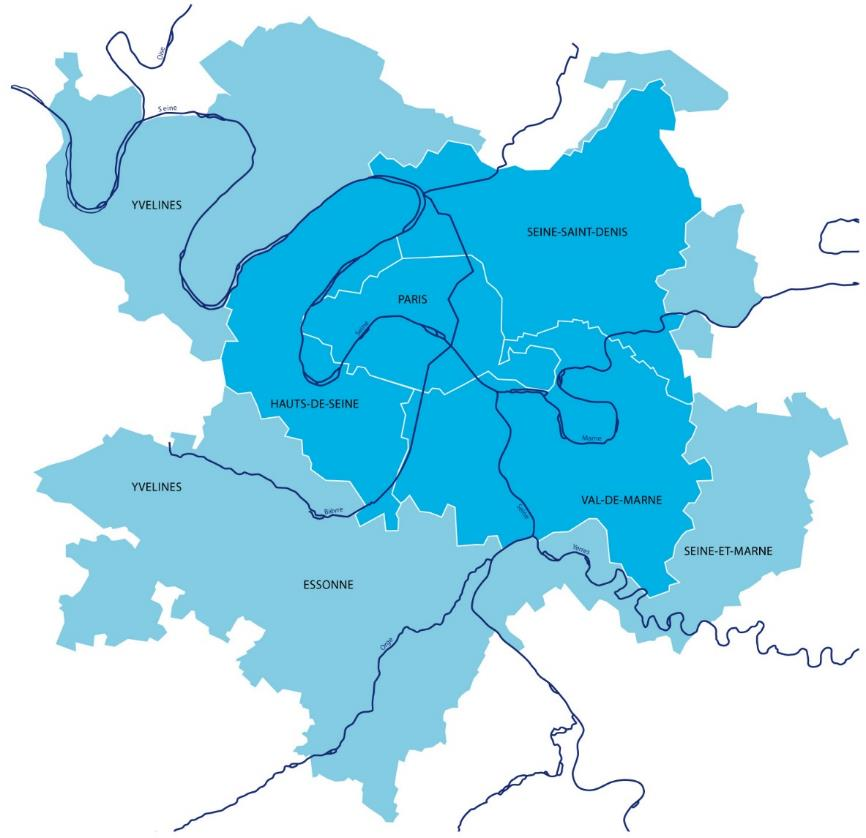 Oise
Seine
YVELINES
SEINE-SAINT-DENIS
PARIS
Seine
HAUTS-DE-SEINE
Marne
YVELINES
Bièvre
VAL-DE-MARNE
Seine
Yerres
SEINE-ET-MARNE
ESSONNE
Orge